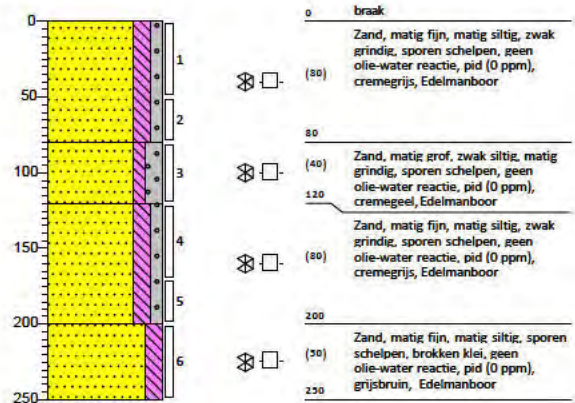 0
50
100
150
200
250
1
2
3
4
5
6
0 braak
Zand, matig fijn, matig siltig, zwak
grindig, sporen schelpen, geen
(80) olie-water reactie, pid (0 ppm),
cremegrijs, Edelmanboor
80
(40) Zand, matig grof, zwak siltig, matig
grindig, sporen schelpen, geen
olie-water reactie, pid (0 ppm),
120 cremegeel, Edelmanboor
Zand, matig fijn, matig siltig, zwak
grindig, sporen schelpen, geen
(80) olie-water reactie, pid (0 ppm),
cremegrijs, Edelmanboor
200
Zand, matig fijn, matig siltig, sporen
(50) schelpen, brokken klei, geen
olie-water reactie, pid (0 ppm),
250 grijsbruin, Edelmanboor